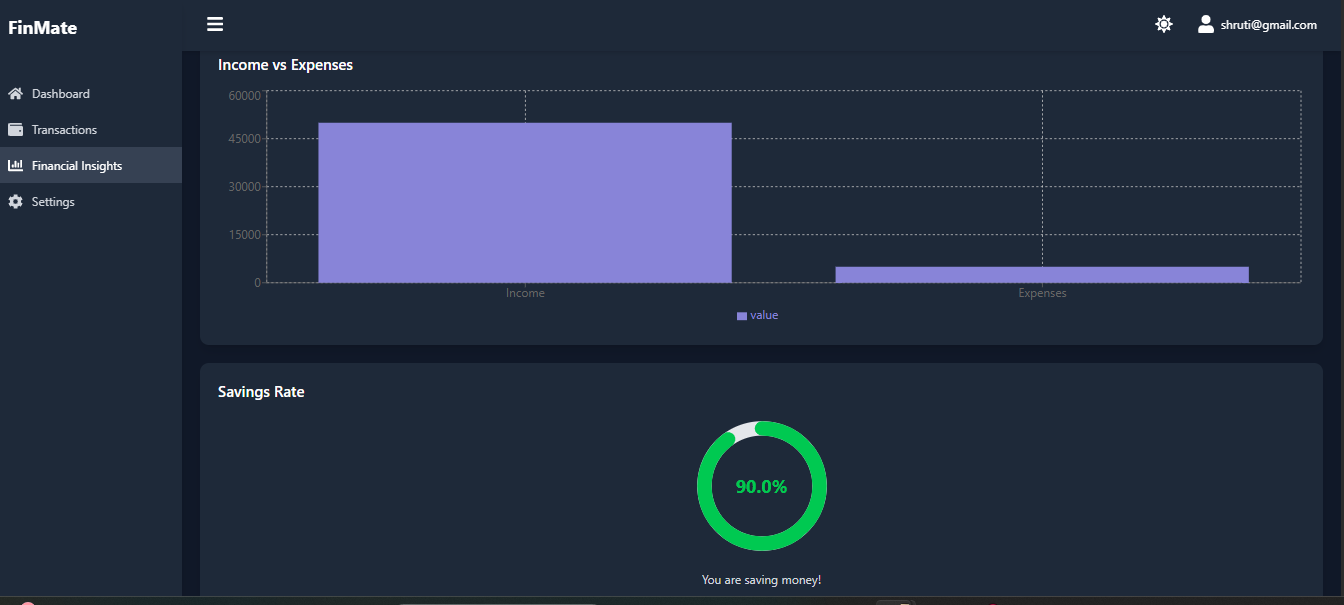 FinMate
shruti@gmail.com
Dashboard
Transactions
Financial Insights
Settings
Income vs Expenses
60000
45000
30000
15000
0
Income
Expenses
value
Savings Rate
90.0%
You are saving money!